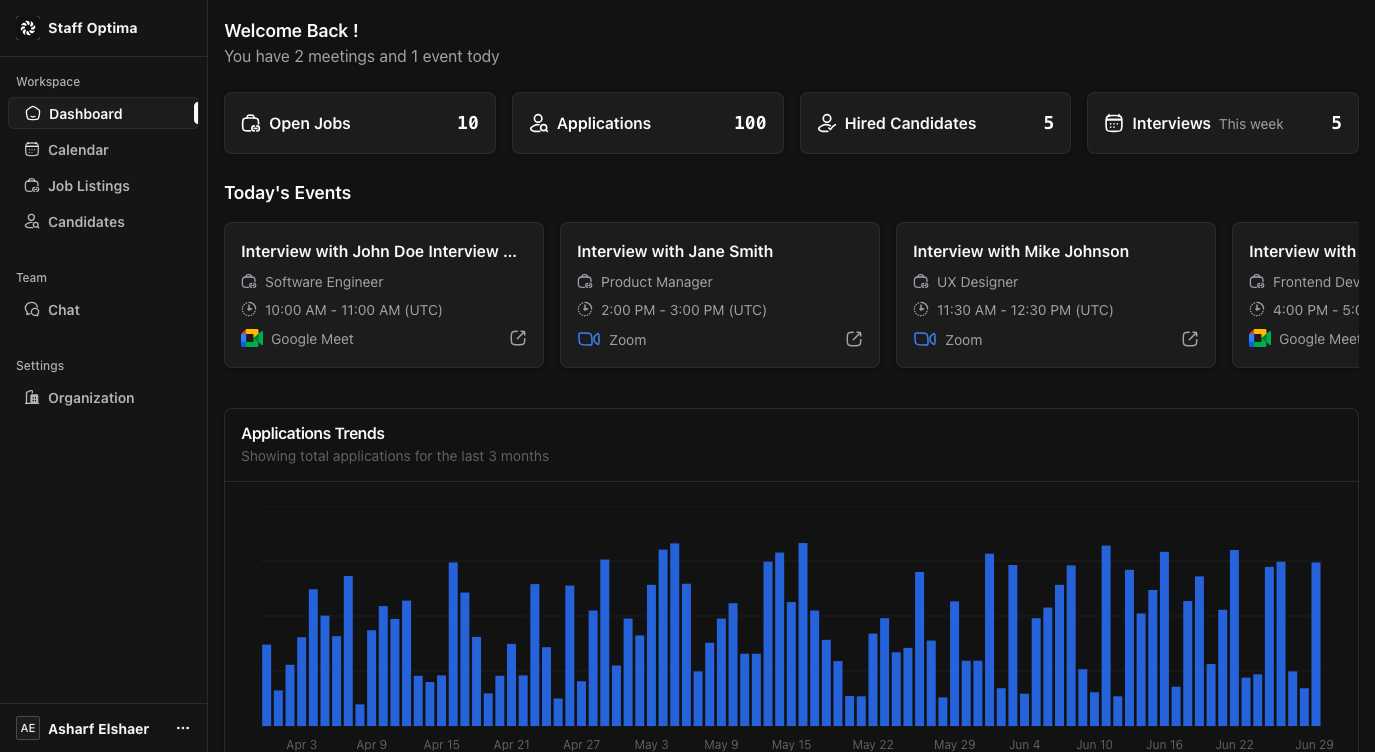 Staff Optima
Workspace
Dashboard
Calendar
Job Listings
Candidates
Team
Chat
Settings
Organization
AE Asharf Elshaer
Welcome Back !
You have 2 meetings and 1 event tody
Open Jobs 10
Applications 100
Hired Candidates 5
Interviews This week 5
Today's Events
Interview with John Doe Interview ...
Software Engineer
10:00 AM - 11:00 AM (UTC)
Google Meet
Interview with Jane Smith
Product Manager
2:00 PM - 3:00 PM (UTC)
Zoom
Interview with Mike Johnson
UX Designer
11:30 AM - 12:30 PM (UTC)
Zoom
Interview with
Frontend Dev
4:00 PM - 5:0
Google Meet
Applications Trends
Showing total applications for the last 3 months
Apr 3 Apr 9 Apr 15 Apr 21 Apr 27 May 3 May 9 May 15 May 22 May 29 Jun 4 Jun 10 Jun 16 Jun 22 Jun 29